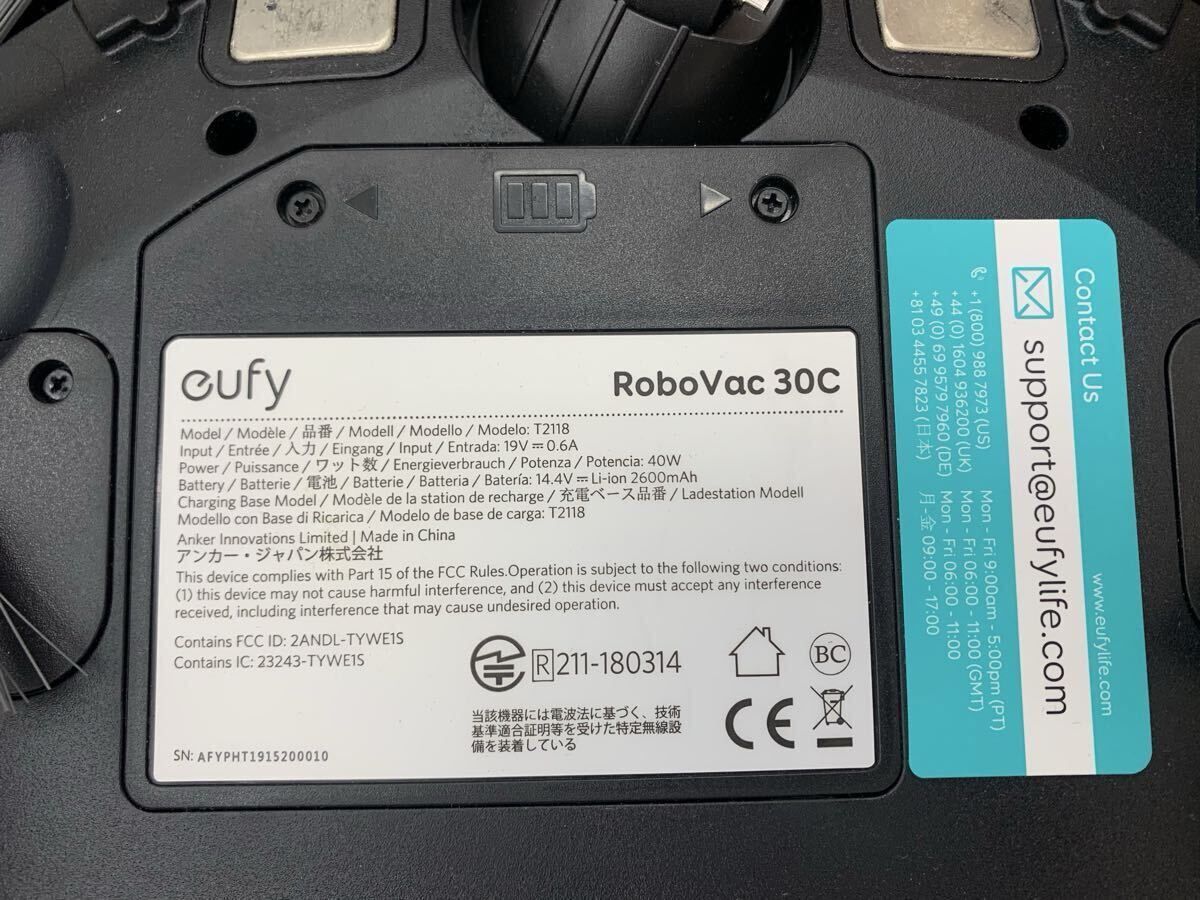 eufy
RoboVac 30C
Model / Modèle / 品番 / Modell / Modello / Modelo: T2118
Input / Entrée / 入力 / Eingang / Input / Entrada: 19V ⎓ 0.6A
Power / Puissance / ワット数 / Energieverbrauch / Potenza / Potencia: 40W
Battery / Batterie / 電池 / Batterie / Batteria / Batería: 14.4V ⎓ Li-ion 2600mAh
Charging Base Model / Modèle de la station de recharge / 充電ベース品番 / Ladestation Modell
Modello con Base di Ricarica / Modelo de base de carga: T2118
Anker Innovations Limited | Made in China
アンカー・ジャパン株式会社
This device complies with Part 15 of the FCC Rules.Operation is subject to the following two conditions:
(1) this device may not cause harmful interference, and (2) this device must accept any interference
received, including interference that may cause undesired operation.
Contains FCC ID: 2ANDL-TYWE1S
Contains IC: 23243-TYWE1S
R 211-180314
当該機器には電波法に基づく、技術
基準適合証明等を受けた特定無線設
備を装着している
BC
CE
SN: AFYPHT1915200010
Contact Us
www.eufylife.com
support@eufylife.com
+1 (800) 988 7973 (US) Mon - Fri 9:00am - 5:00pm (PT)
+44 (0) 1604 936200 (UK) Mon - Fri 06:00 - 11:00 (GMT)
+49 (0) 69 9579 7960 (DE) Mon - Fri 06:00 - 11:00
+81 03 4455 7823 (日本) 月-金 09:00 - 17:00